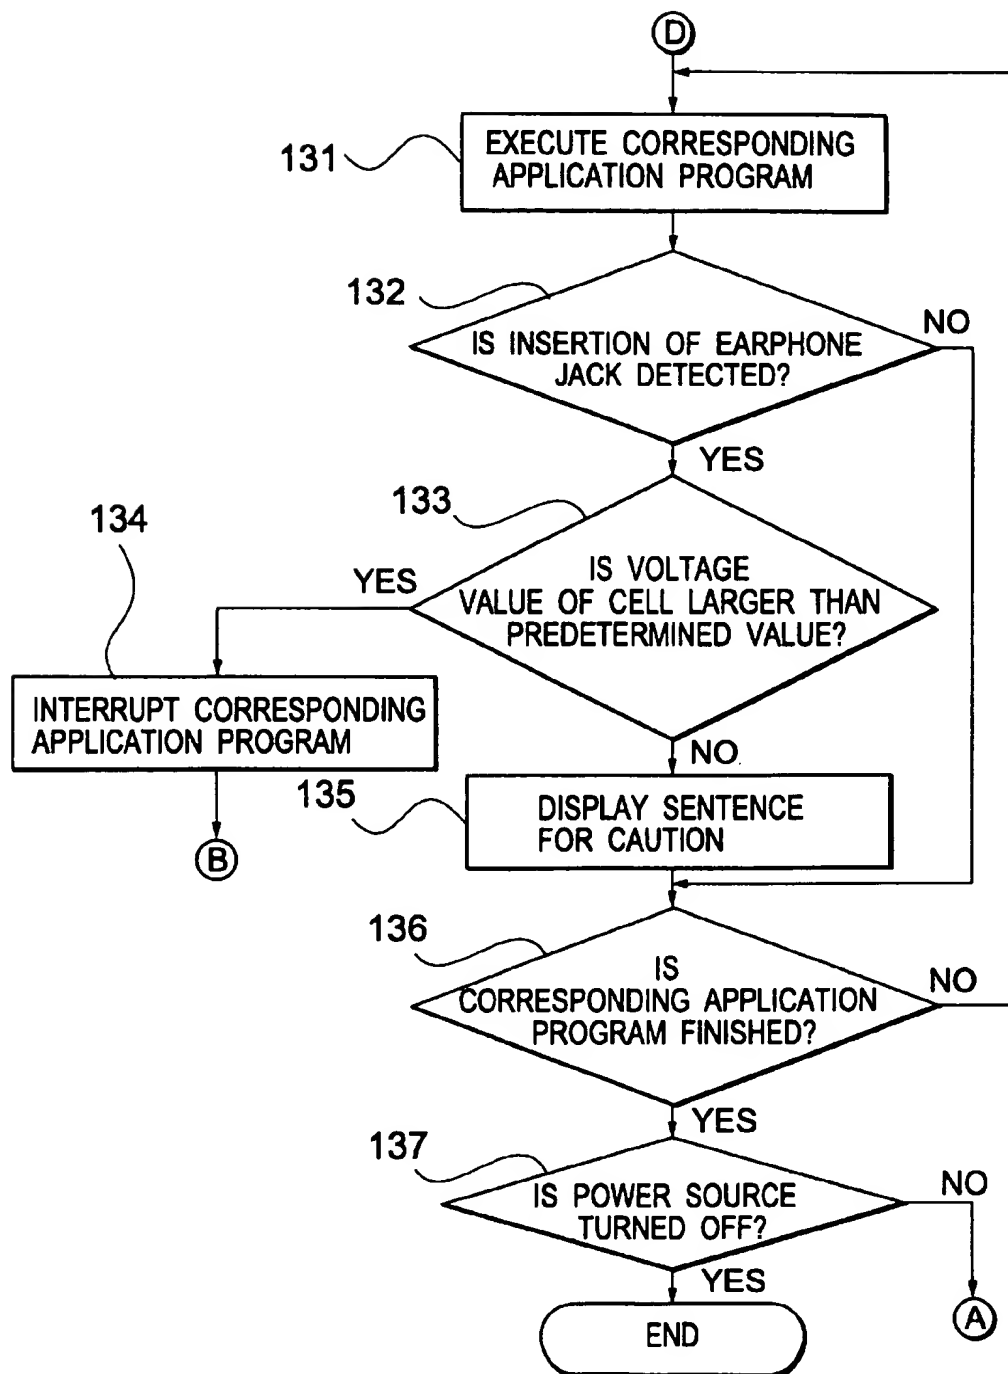 D
131
EXECUTE CORRESPONDING
APPLICATION PROGRAM
132
NO
IS INSERTION OF EARPHONE
JACK DETECTED?
YES
133
134
YES
IS VOLTAGE
VALUE OF CELL LARGER THAN
PREDETERMINED VALUE?
INTERRUPT CORRESPONDING
APPLICATION PROGRAM
NO
135
DISPLAY SENTENCE
FOR CAUTION
B
136
IS
CORRESPONDING APPLICATION
PROGRAM FINISHED?
NO
YES
137
IS POWER SOURCE
TURNED OFF?
NO
YES
A
END